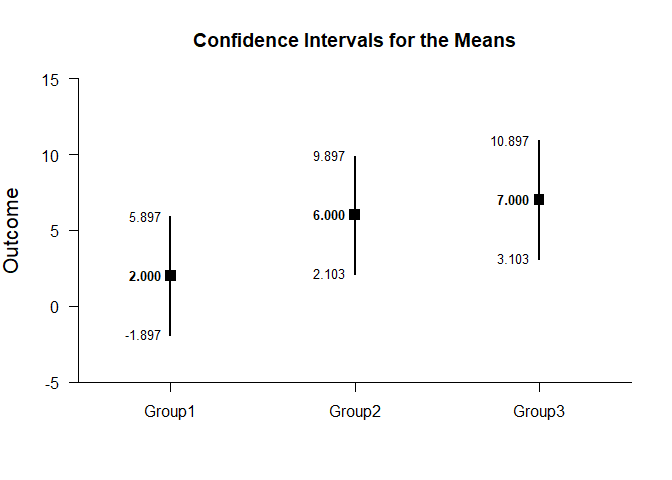 Confidence Intervals for the Means
Outcome
15
10
5
0
-5
5.897
2.000
-1.897
9.897
6.000
2.103
10.897
7.000
3.103
Group1
Group2
Group3